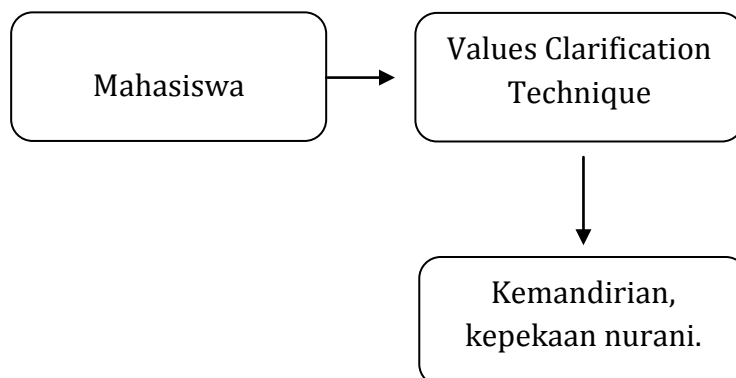 Mahasiswa
Values Clarification
Technique
Kemandirian,
kepekaan nurani.